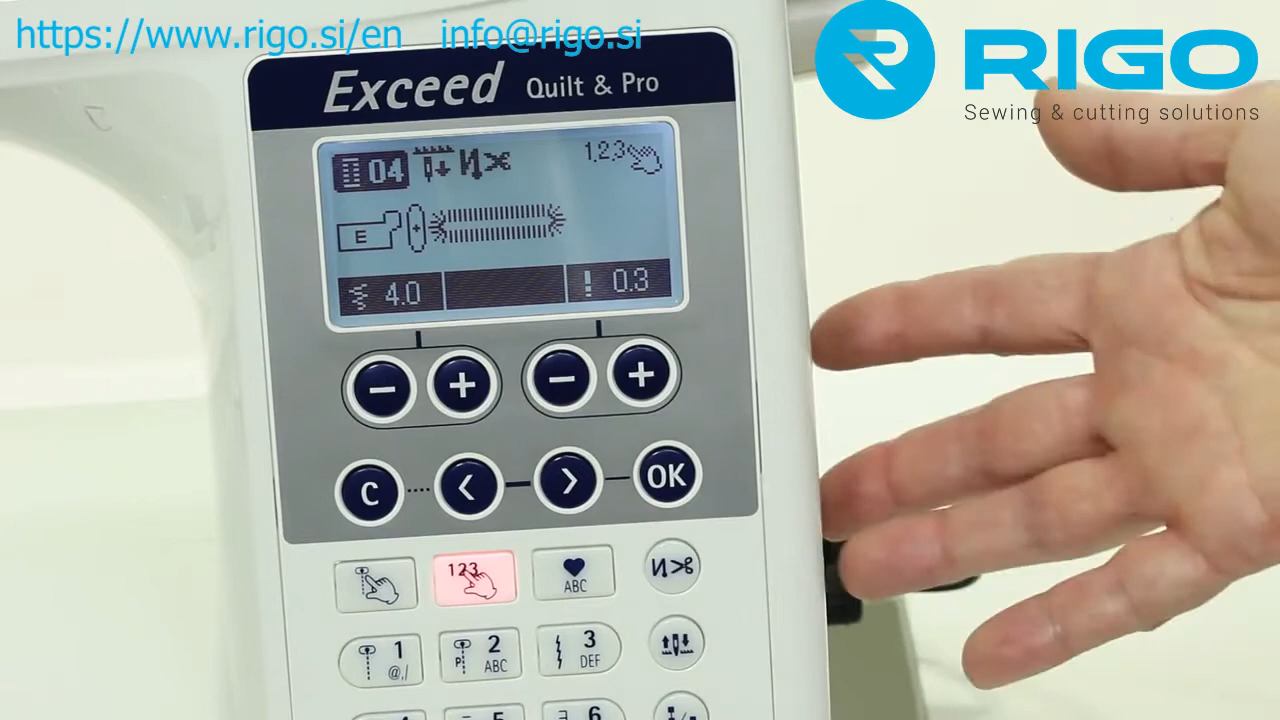 https://www.rigo.si/en info@rigo.si
RIGO
Sewing & cutting solutions
Exceed Quilt & Pro
04 1,2,3
E
4.0 0.3
− + − +
C < > OK
123 ABC
1 @,/ 2 P ABC 3 DEF
6